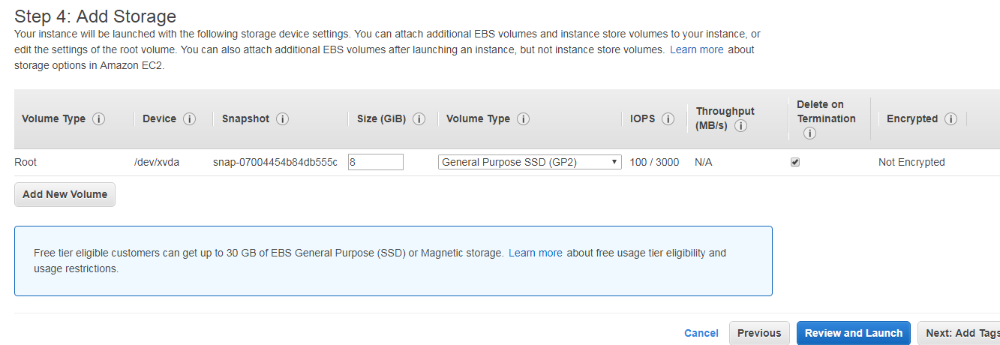 Step 4: Add Storage
Your instance will be launched with the following storage device settings. You can attach additional EBS volumes and instance store volumes to your instance, or
edit the settings of the root volume. You can also attach additional EBS volumes after launching an instance, but not instance store volumes. Learn more about
storage options in Amazon EC2.
Volume Type i Device i Snapshot i Size (GiB) i Volume Type i IOPS i Throughput (MB/s) i Delete on Termination i Encrypted i
Root /dev/xvda snap-07004454b84db555c 8 General Purpose SSD (GP2) 100 / 3000 N/A Not Encrypted
Add New Volume
Free tier eligible customers can get up to 30 GB of EBS General Purpose (SSD) or Magnetic storage. Learn more about free usage tier eligibility and
usage restrictions.
Cancel Previous Review and Launch Next: Add Tags